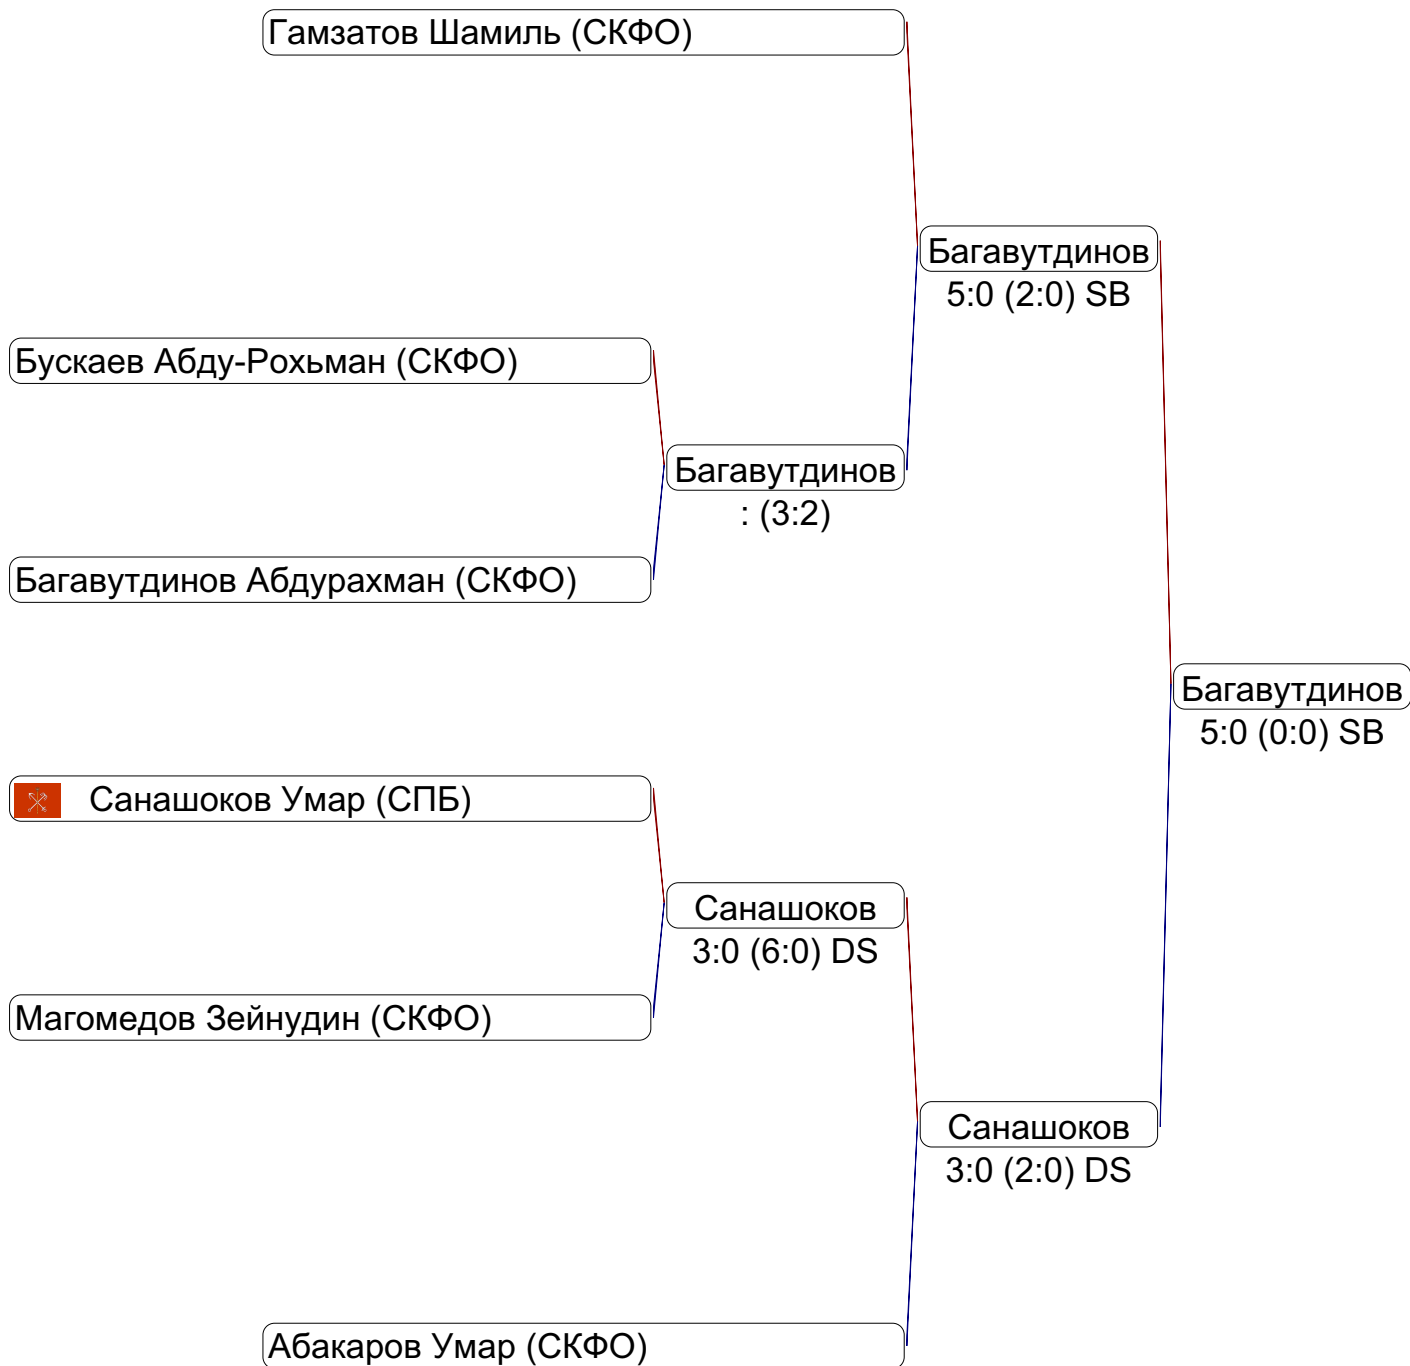 Гамзатов Шамиль (СКФО)
Багавутдинов
5:0 (2:0) SB
Бускаев Абду-Рохьман (СКФО)
Багавутдинов
: (3:2)
Багавутдинов Абдурахман (СКФО)
Багавутдинов
5:0 (0:0) SB
Санашоков Умар (СПБ)
Санашоков
3:0 (6:0) DS
Магомедов Зейнудин (СКФО)
Санашоков
3:0 (2:0) DS
Абакаров Умар (СКФО)